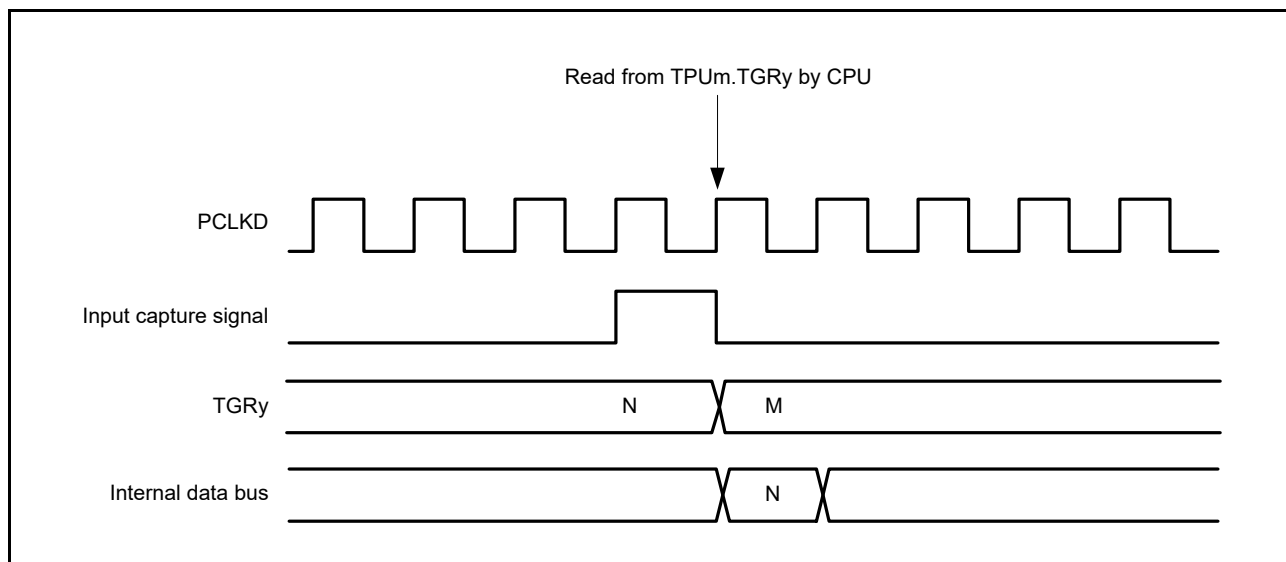 Read from TPUm.TGRy by CPU
PCLKD
Input capture signal
TGRy
N
M
Internal data bus
N